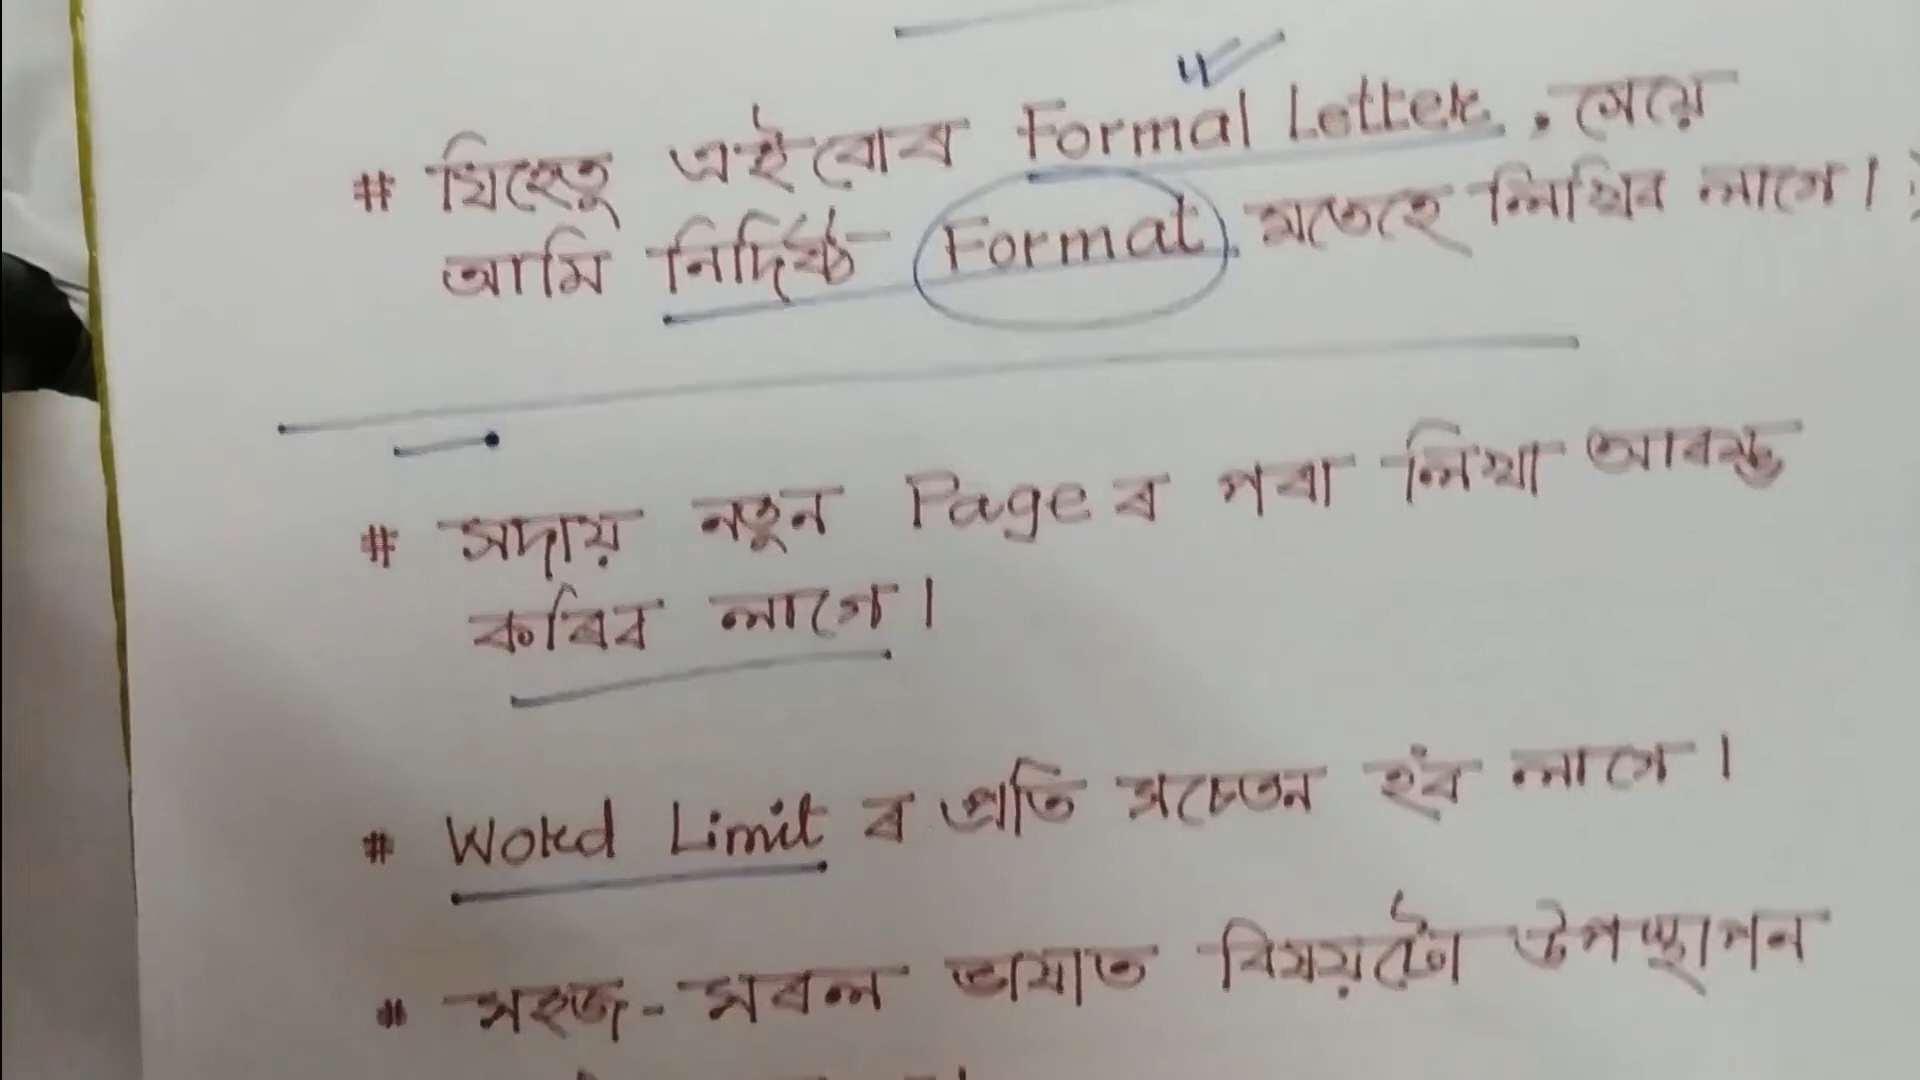 # যিহেতু এইবোৰ Formal Letter, সেয়ে
আমি নিৰ্দিষ্ট Format মতেহে লিখিব লাগে।
# সদায় নতুন Page ৰ পৰা লিখা আৰম্ভ
কৰিব লাগে।
# Word Limit ৰ প্ৰতি সচেতন হ'ব লাগে।
# সহজ - সৰল ভাষাত বিষয়টো উপস্থাপন